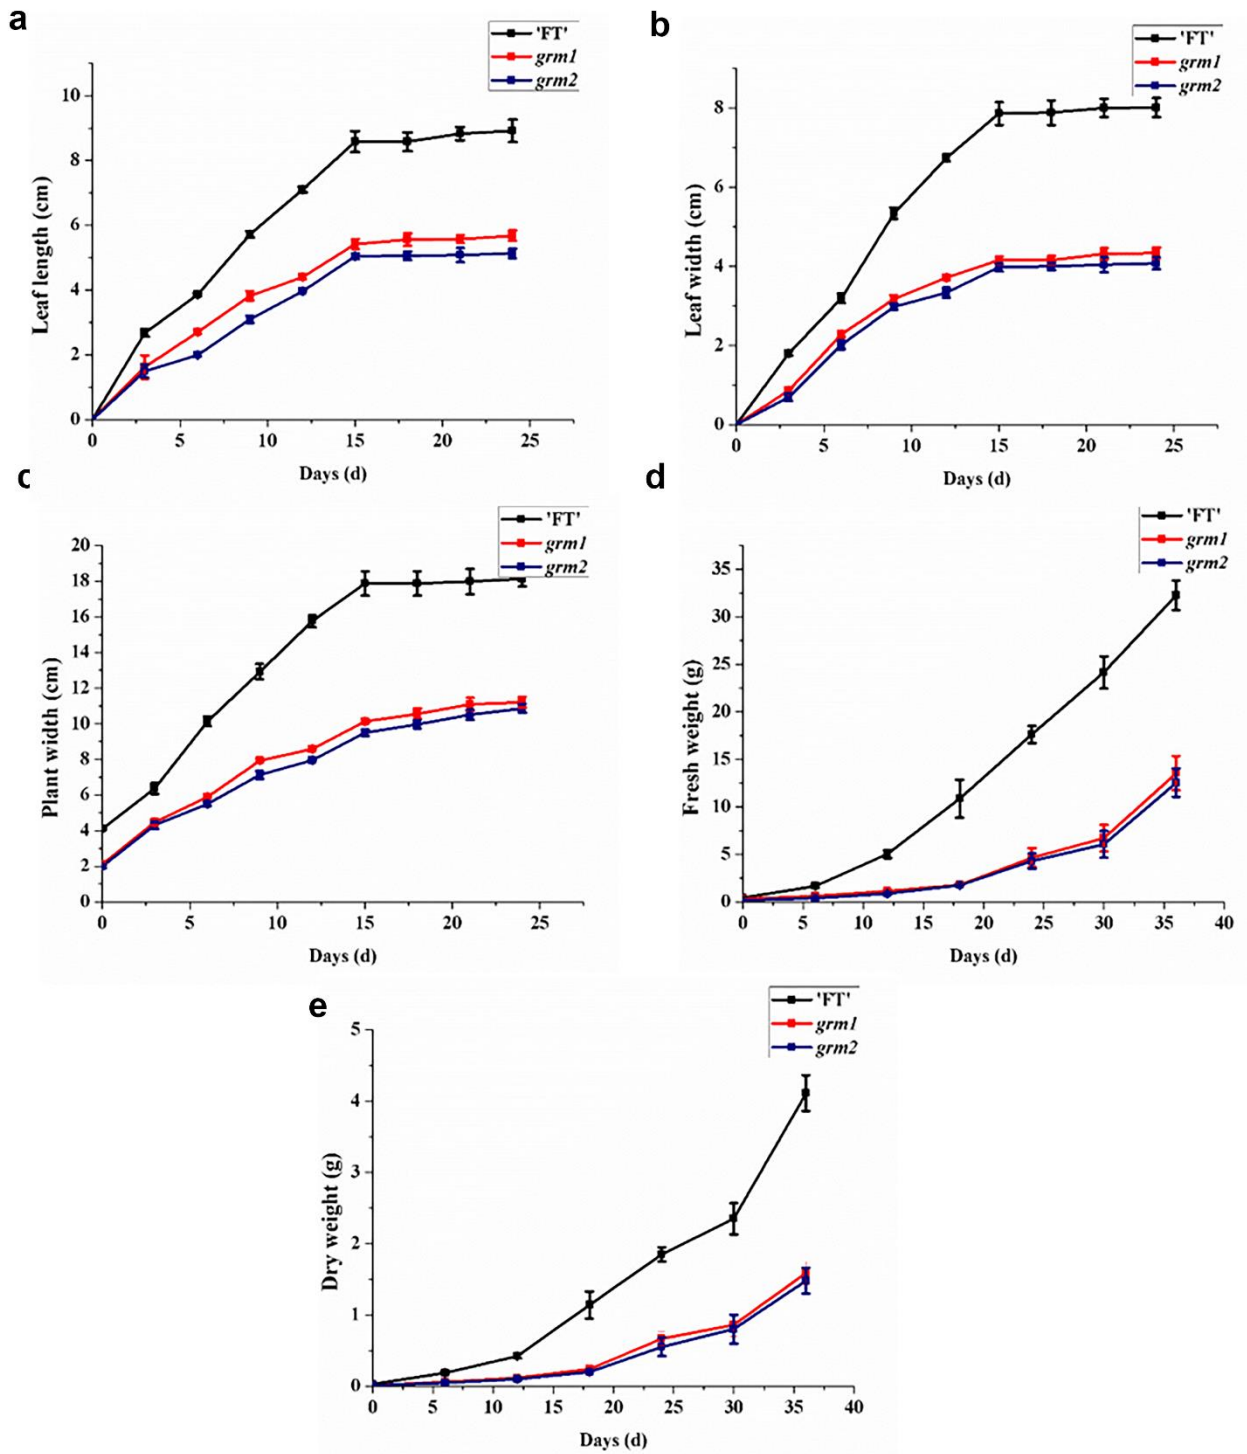 a
'FT'
grm1
grm2
10
8
6
4
2
0
0 5 10 15 20 25
Leaf length (cm)
Days (d)
b
'FT'
grm1
grm2
8
6
4
2
0
0 5 10 15 20 25
Leaf width (cm)
Days (d)
c
'FT'
grm1
grm2
20
18
16
14
12
10
8
6
4
2
0
0 5 10 15 20 25
Plant width (cm)
Days (d)
d
'FT'
grm1
grm2
35
30
25
20
15
10
5
0
0 5 10 15 20 25 30 35 40
Fresh weight (g)
Days (d)
e
'FT'
grm1
grm2
5
4
3
2
1
0
0 5 10 15 20 25 30 35 40
Dry weight (g)
Days (d)